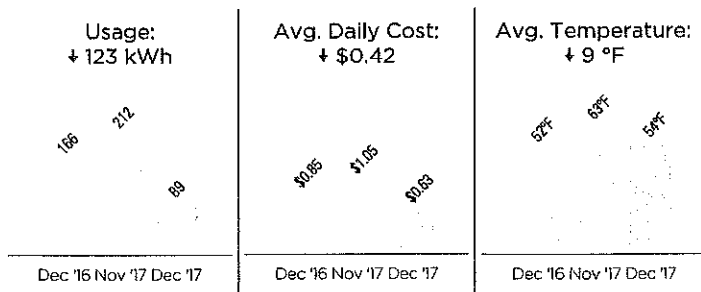 Usage:
↓ 123 kWh
166
212
89
Dec '16 Nov '17 Dec '17
Avg. Daily Cost:
↓ $0.42
$0.85
$1.05
$0.63
Dec '16 Nov '17 Dec '17
Avg. Temperature:
↓ 9 °F
52°F
63°F
54°F
Dec '16 Nov '17 Dec '17